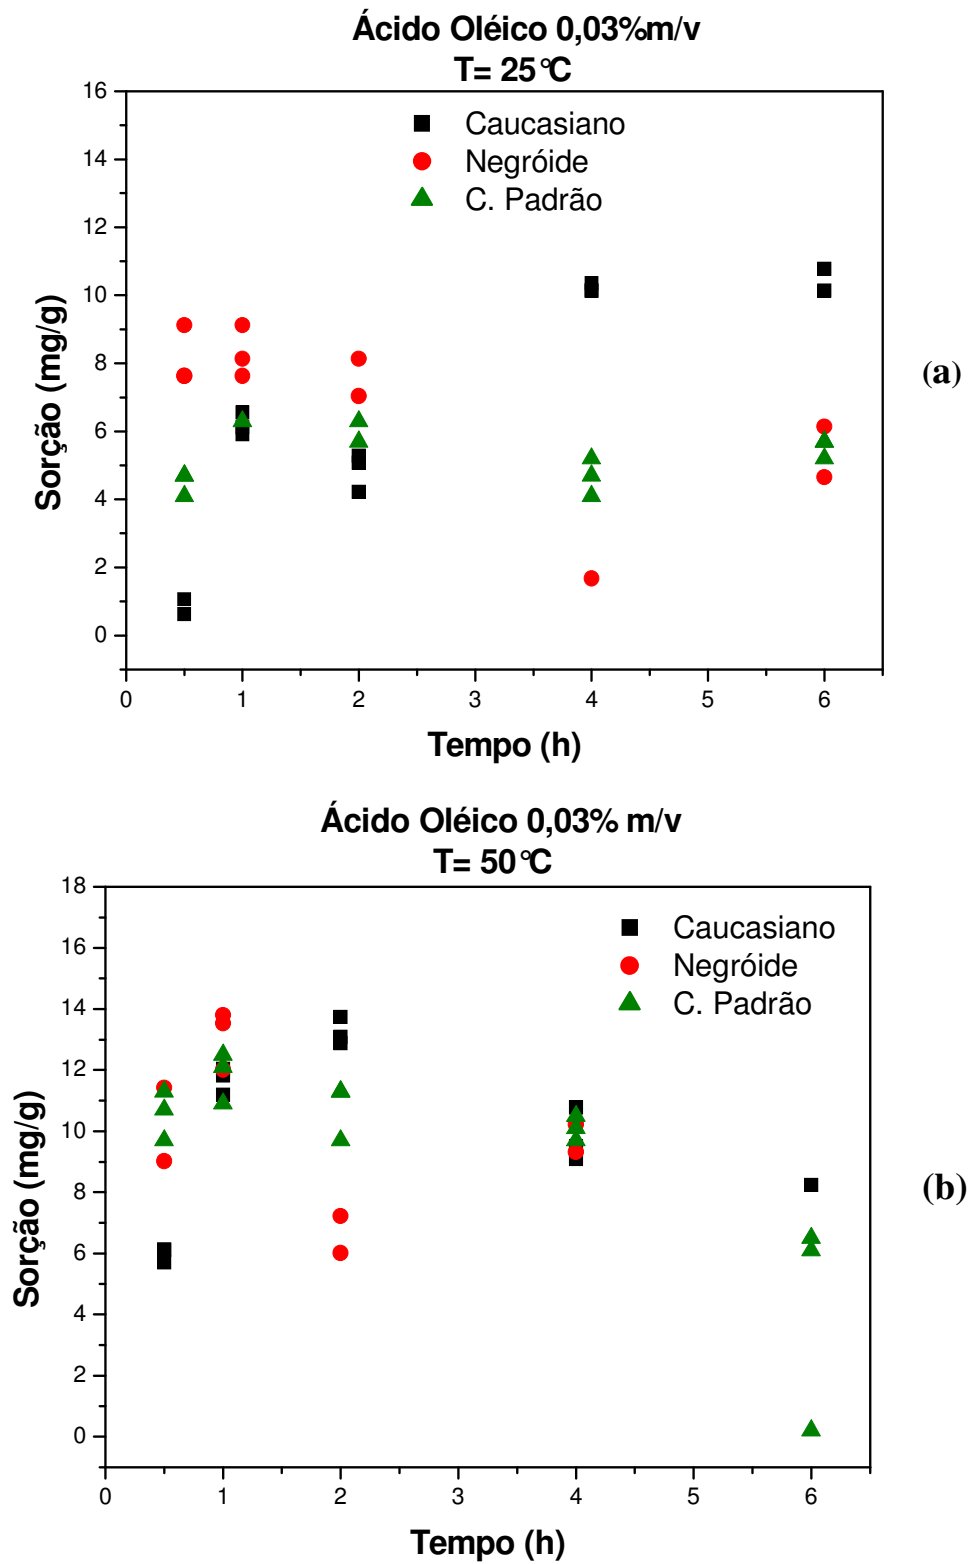 Ácido Oléico 0,03%m/v
T= 25°C
16
14
12
10
8
6
4
2
0
Sorção (mg/g)
Caucasiano
Negróide
C. Padrão
(a)
0 1 2 3 4 5 6
Tempo (h)
Ácido Oléico 0,03% m/v
T= 50°C
18
16
14
12
10
8
6
4
2
0
Sorção (mg/g)
Caucasiano
Negróide
C. Padrão
(b)
0 1 2 3 4 5 6
Tempo (h)